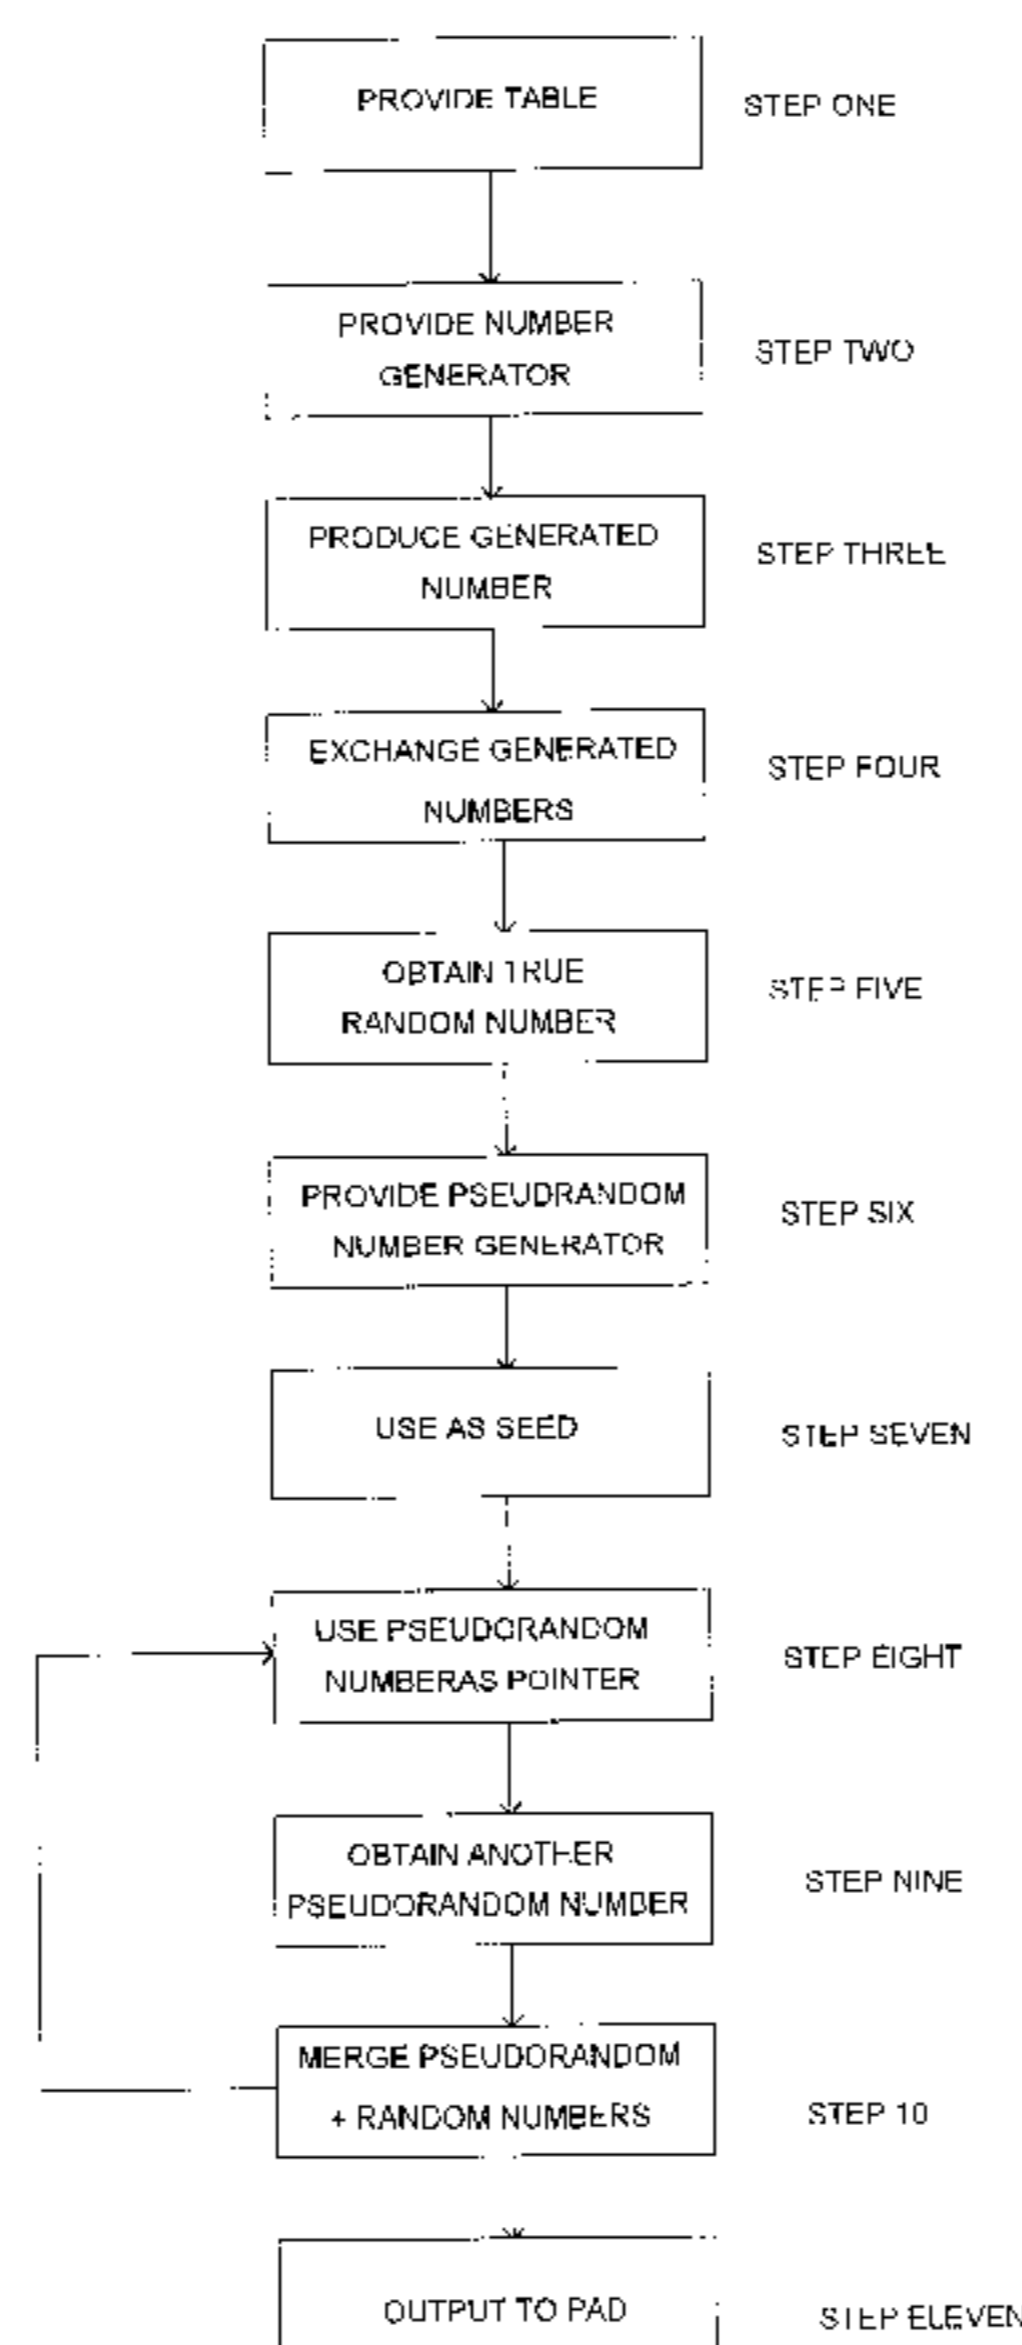 PROVIDE TABLE
STEP ONE
PROVIDE NUMBER
GENERATOR
STEP TWO
PRODUCE GENERATED
NUMBER
STEP THREE
EXCHANGE GENERATED
NUMBERS
STEP FOUR
OBTAIN TRUE
RANDOM NUMBER
STEP FIVE
PROVIDE PSEUDRANDOM
NUMBER GENERATOR
STEP SIX
USE AS SEED
STEP SEVEN
USE PSEUDORANDOM
NUMBERAS POINTER
STEP EIGHT
OBTAIN ANOTHER
PSEUDORANDOM NUMBER
STEP NINE
MERGE PSEUDORANDOM
+ RANDOM NUMBERS
STEP 10
OUTPUT TO PAD
STEP ELEVEN